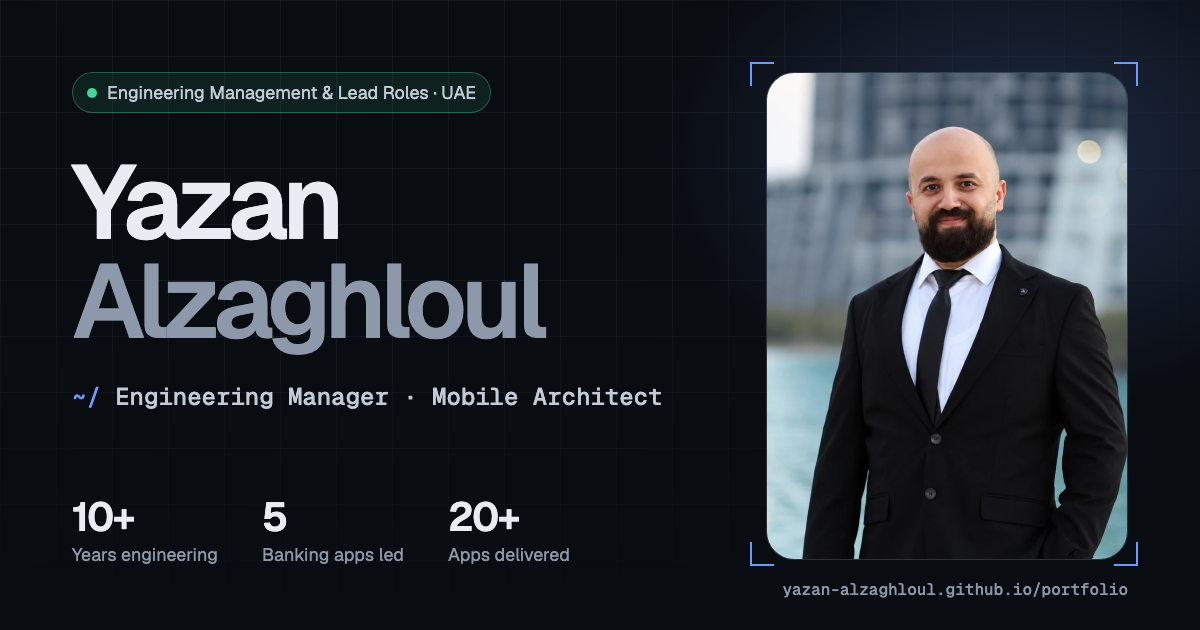 Engineering Management & Lead Roles · UAE
Yazan
Alzaghloul
~/ Engineering Manager · Mobile Architect
10+ 5 20+
Years engineering Banking apps led Apps delivered
yazan-alzaghloul.github.io/portfolio